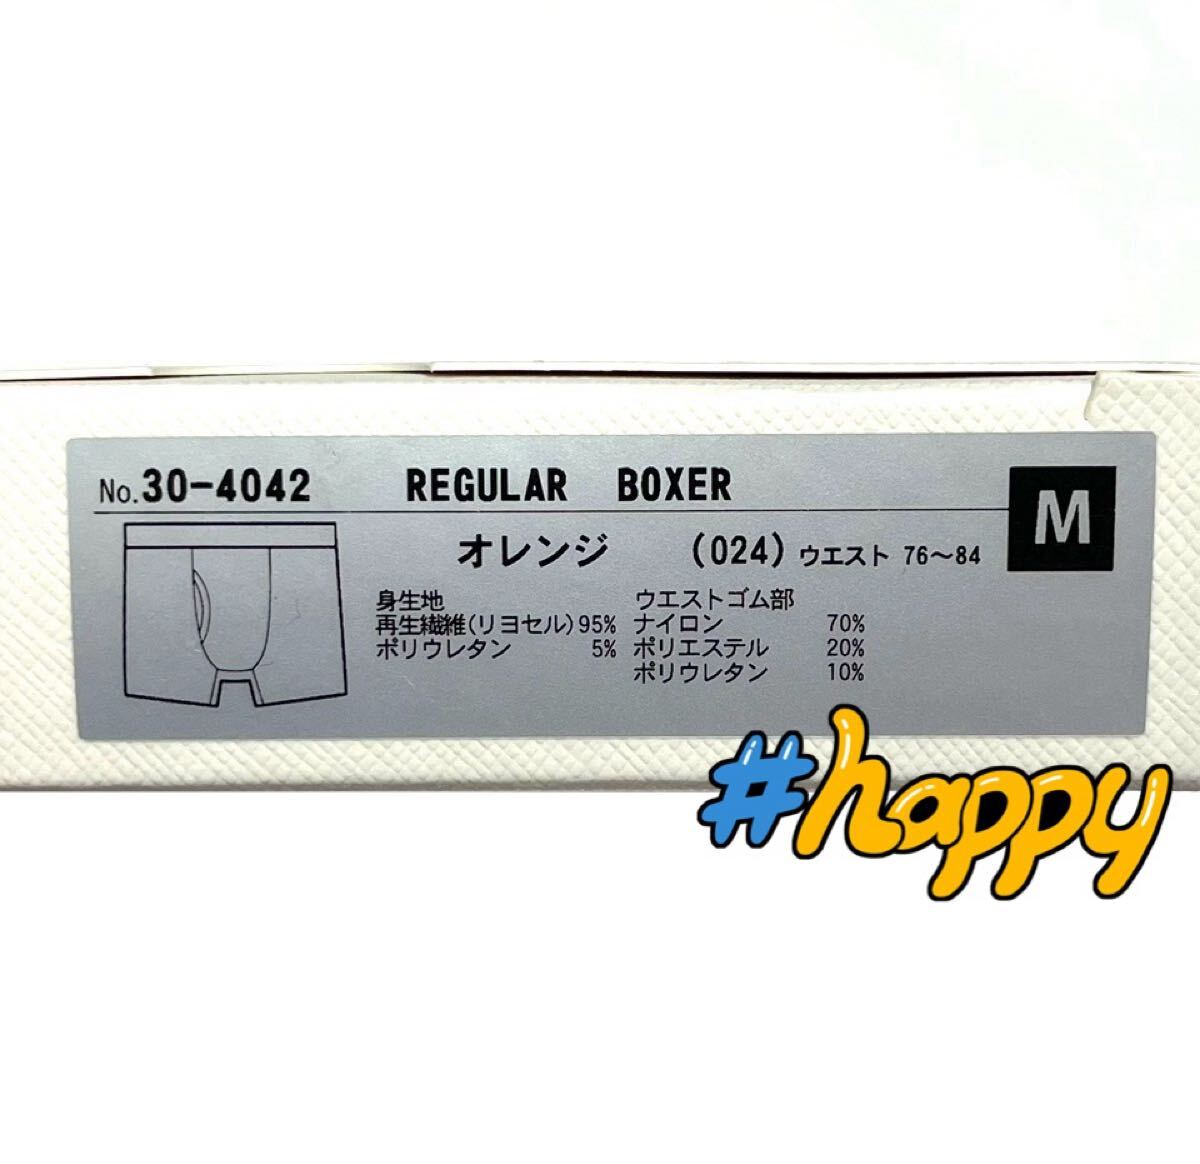 No.30-4042 REGULAR BOXER
M
オレンジ (024) ウエスト 76〜84
身生地
再生繊維(リヨセル)95%
ポリウレタン 5%
ウエストゴム部
ナイロン 70%
ポリエステル 20%
ポリウレタン 10%
#happy